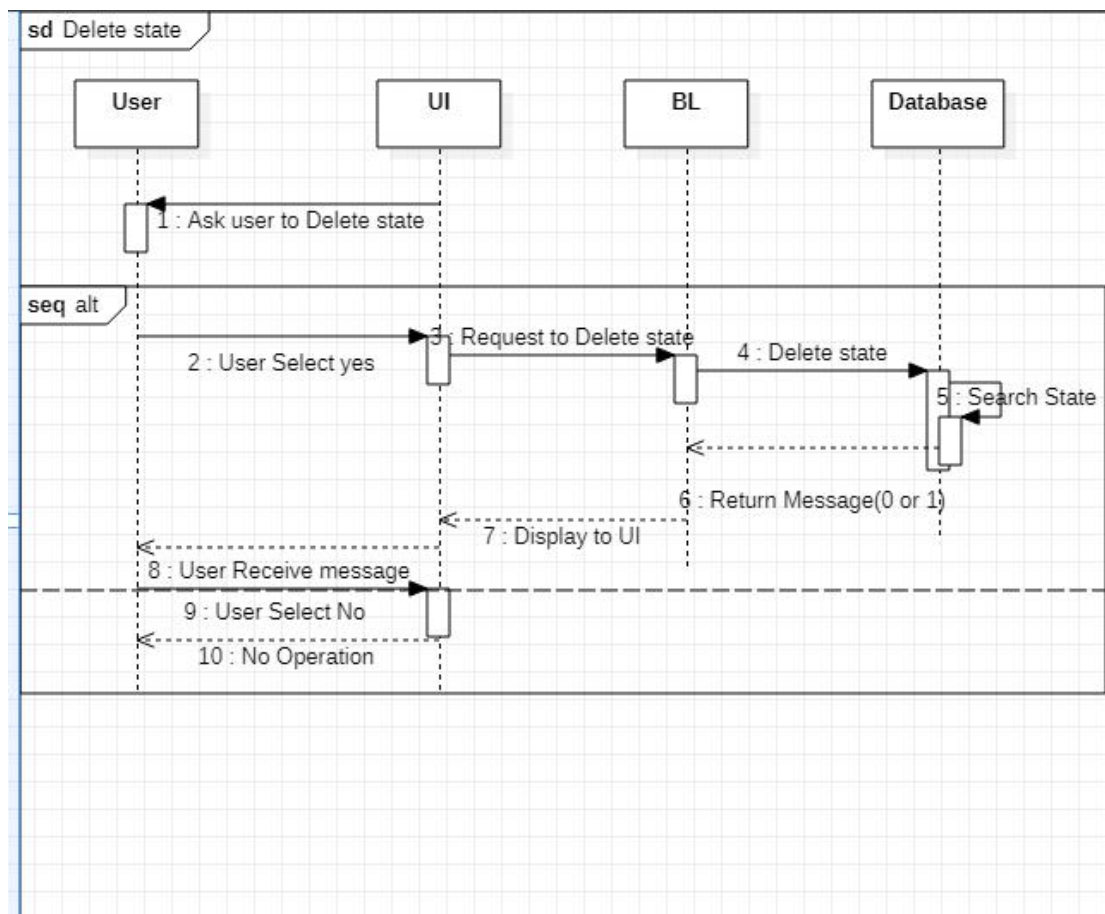 sd Delete state
User
UI
BL
Database
1 : Ask user to Delete state
seq alt
2 : User Select yes
3 : Request to Delete state
4 : Delete state
5 : Search State
6 : Return Message(0 or 1)
7 : Display to UI
8 : User Receive message
9 : User Select No
10 : No Operation